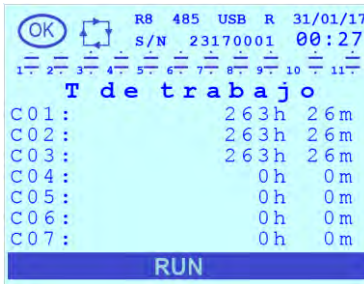 OK R8 485 USB R 31/01/17
S/N 23170001 00:27
1 2 3 4 5 6 7 8 9 10 11
T de trabajo
C01: 263h 26m
C02: 263h 26m
C03: 263h 26m
C04: 0h 0m
C05: 0h 0m
C06: 0h 0m
C07: 0h 0m
RUN